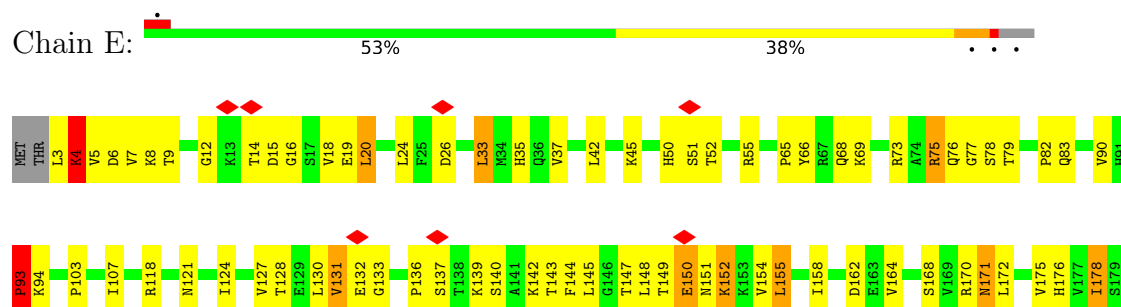 Chain E:
•
53%
38%
• • •
MET THR L3 K4 V5 D6 V7 K8 T9 G12 K13 T14 D15 G16 S17 V18 E19 L20 L24 F25 D26 L33 M34 H35 Q36 V37 L42 K45 H50 S51 T52 R55 P65 Y66 R67 Q68 K69 R73 A74 R75 Q76 G77 S78 T79 P82 Q83 V90 H91
P93 K94 P103 I107 R118 N121 I124 V127 T128 E129 L130 V131 E132 G133 P136 S137 T138 K139 S140 A141 K142 T143 F144 L145 G146 T147 L148 T149 E150 N151 K152 K153 V154 L155 I158 D162 E163 V164 S168 V169 R170 N171 L172 V175 H176 V177 I178 S179